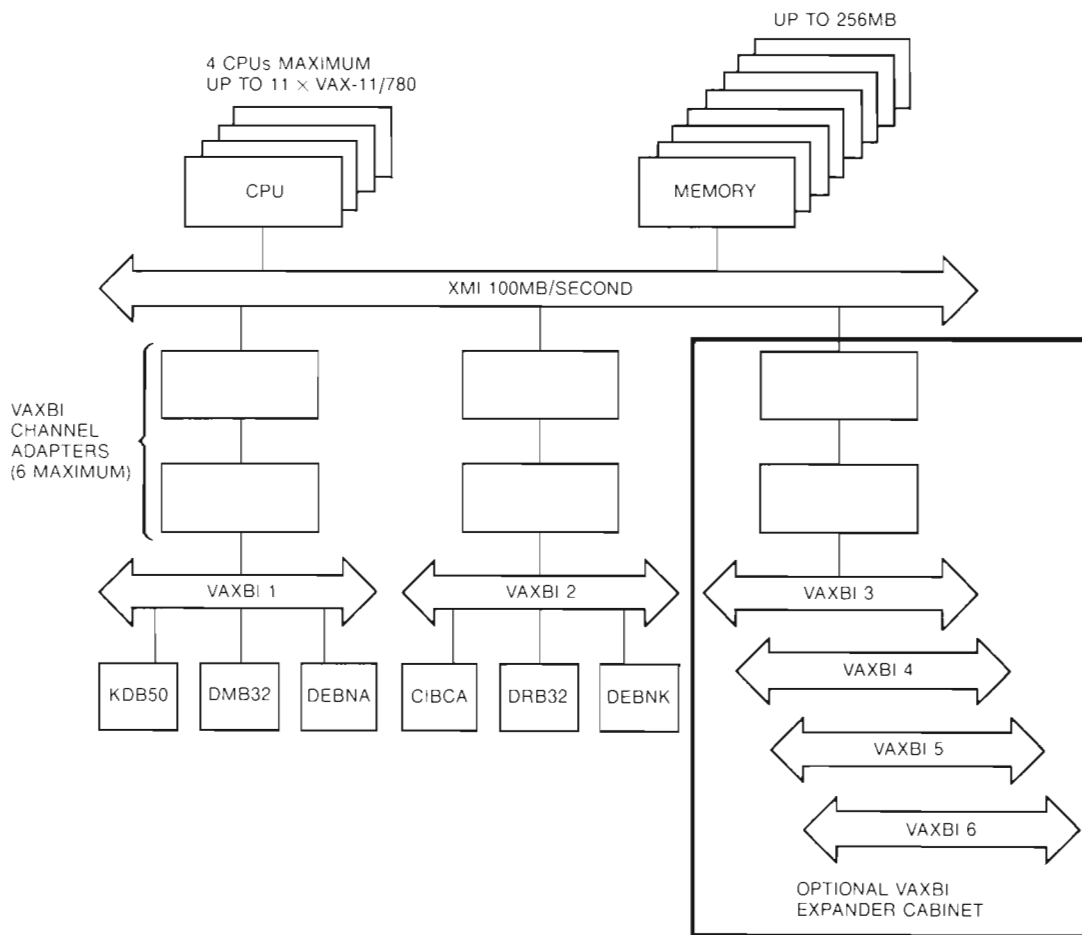 UP TO 256MB
4 CPUs MAXIMUM
UP TO 11 × VAX-11/780
CPU
MEMORY
XMI 100MB/SECOND
VAXBI
CHANNEL
ADAPTERS
(6 MAXIMUM)
VAXBI 1
VAXBI 2
VAXBI 3
KDB50
DMB32
DEBNA
CIBCA
DRB32
DEBNK
VAXBI 4
VAXBI 5
VAXBI 6
OPTIONAL VAXBI
EXPANDER CABINET